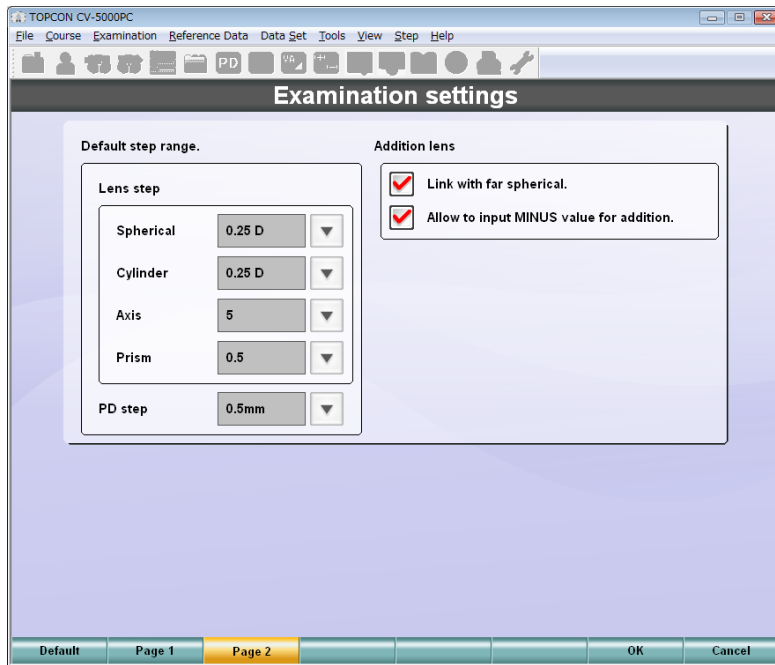 TOPCON CV-5000PC
File Course Examination Reference Data Data Set Tools View Step Help
PD VA
Examination settings
Default step range.
Lens step
Spherical 0.25 D
Cylinder 0.25 D
Axis 5
Prism 0.5
PD step 0.5mm
Addition lens
Link with far spherical.
Allow to input MINUS value for addition.
Default Page 1 Page 2 OK Cancel